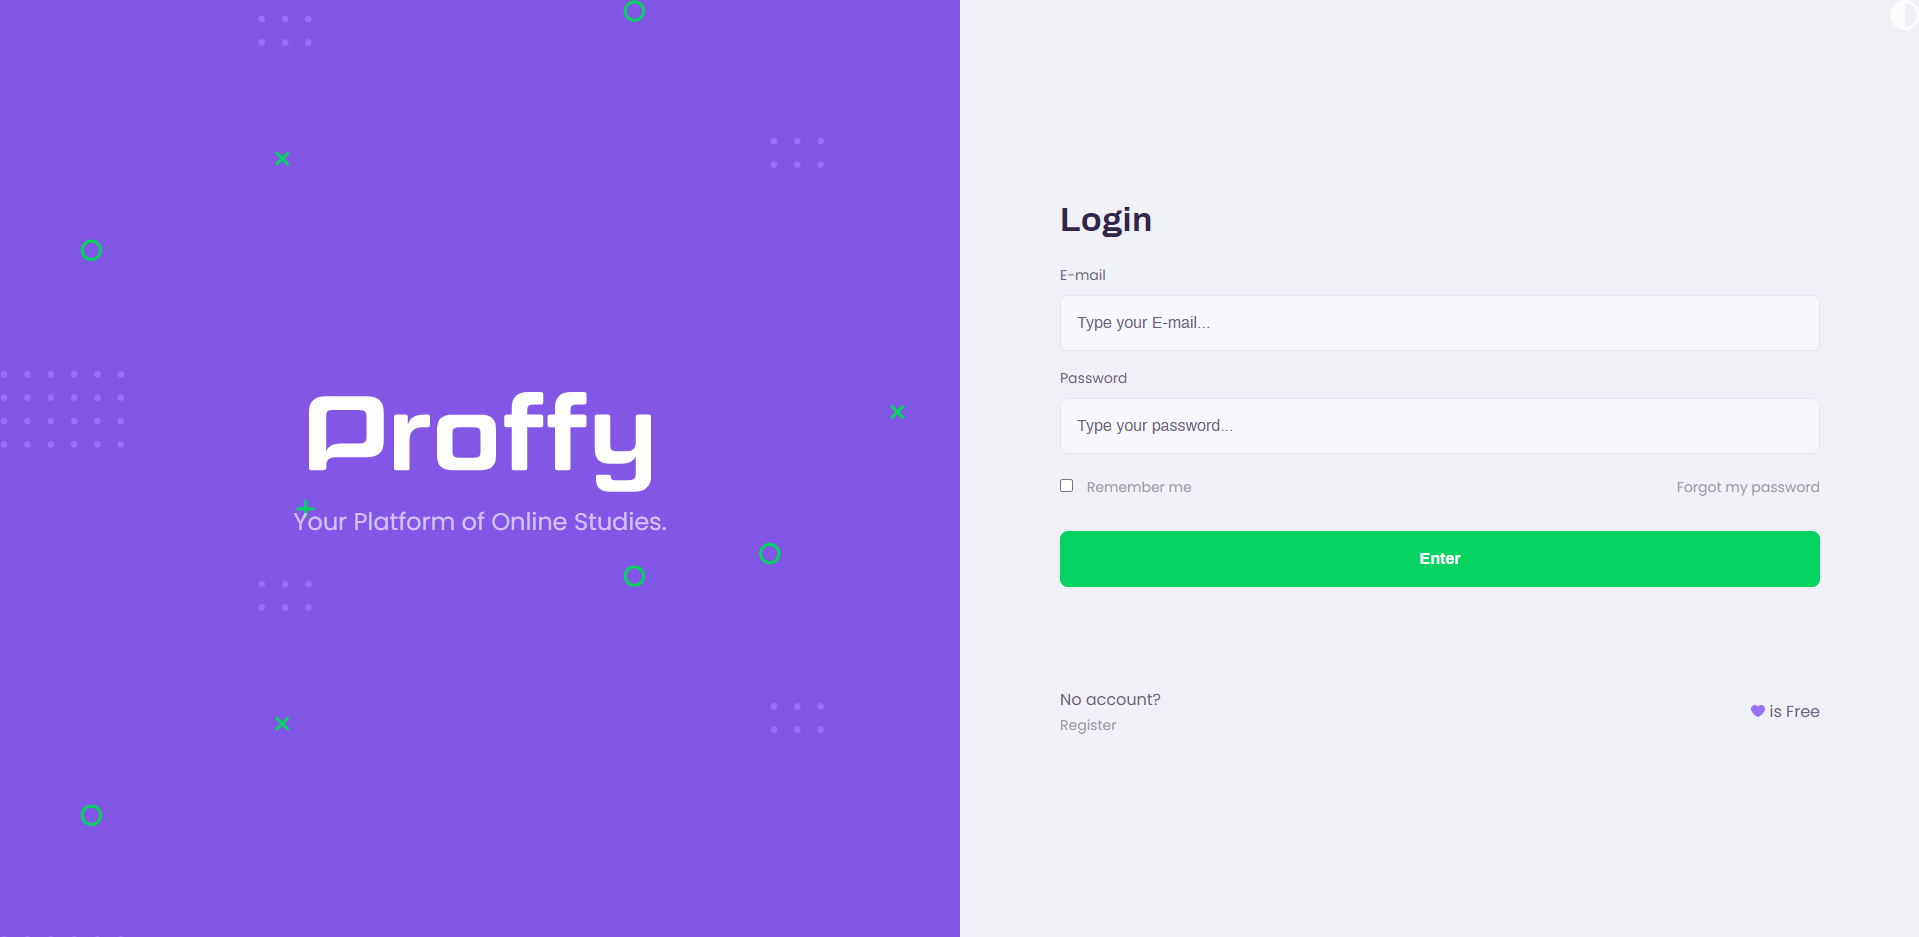 Proffy
Your Platform of Online Studies.
Login
E-mail
Type your E-mail...
Password
Type your password...
Remember me
Forgot my password
Enter
No account?
Register
is Free